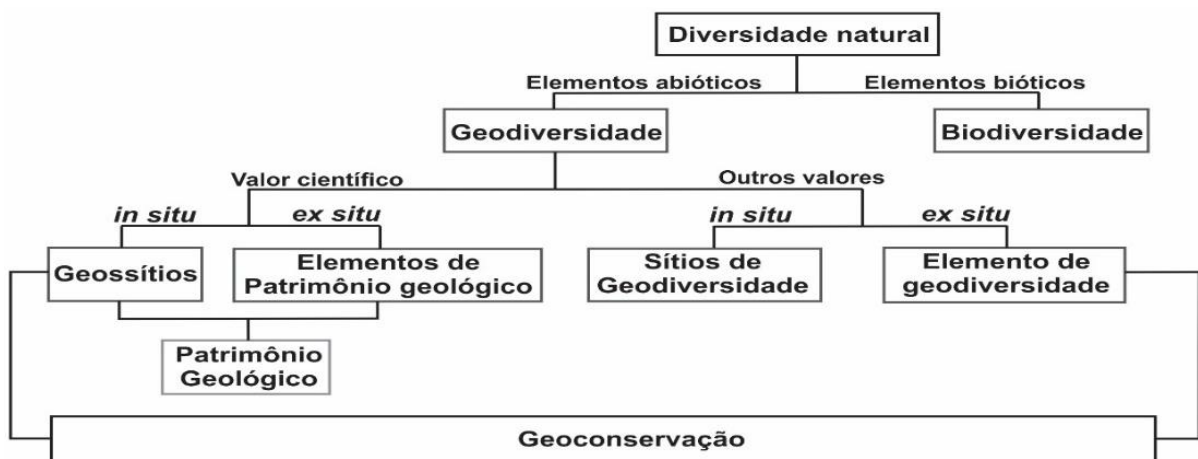 Diversidade natural
Elementos abióticos
Elementos bióticos
Geodiversidade
Biodiversidade
Valor científico
Outros valores
in situ
ex situ
in situ
ex situ
Geossítios
Elementos de
Patrimônio geológico
Sítios de
Geodiversidade
Elemento de
geodiversidade
Patrimônio
Geológico
Geoconservação